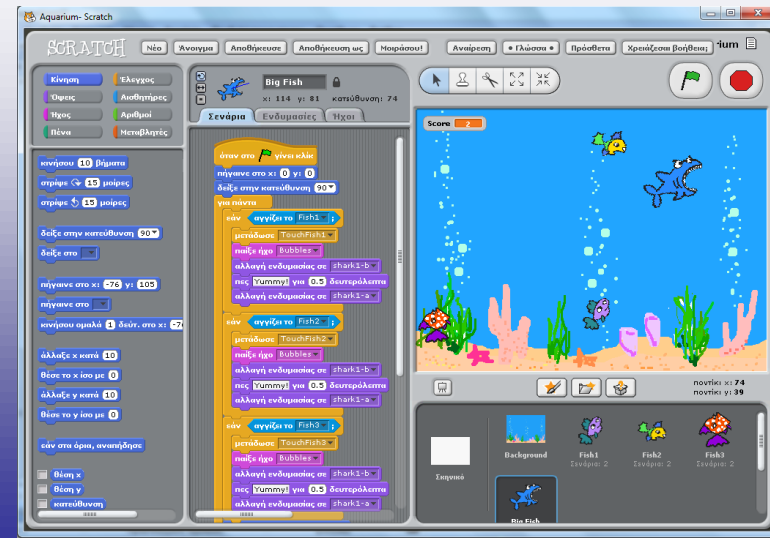 Aquarium- Scratch
SCRATCH Νέο Άνοιγμα Αποθήκευσε Αποθήκευση ως Μοιράσου! Αναίρεση • Γλώσσα • Πρόσθετα Χρειάζεσαι βοήθεια; ium
Κίνηση Έλεγχος
Όψεις Αισθητήρες
Ήχος Αριθμοί
Πένα Μεταβλητές
κινήσου 10 βήματα
στρίψε 15 μοίρες
στρίψε 15 μοίρες
δείξε στην κατεύθυνση 90
δείξε στο
πήγαινε στο x: -76 y: 105
πήγαινε στο
κινήσου ομαλά 1 δεύτ. στο x: -7
άλλαξε x κατά 10
θέσε το x ίσο με 0
άλλαξε y κατά 10
θέσε το y ίσο με 0
εάν στα όρια, αναπήδησε
θέση x
θέση y
κατεύθυνση
Big Fish
x: 114 y: 81 κατεύθυνση: 74
Σενάρια Ενδυμασίες Ήχοι
όταν στο γίνει κλίκ
πήγαινε στο x: 0 y: 0
δείξε στην κατεύθυνση 90
για πάντα
εάν αγγίζει το Fish1 ;
μετάδωσε TouchFish1
παίξε ήχο Bubbles
αλλαγή ενδυμασίας σε shark1-b
πες Yummy! για 0.5 δευτερόλεπτα
αλλαγή ενδυμασίας σε shark1-a
εάν αγγίζει το Fish2 ;
μετάδωσε TouchFish2
παίξε ήχο Bubbles
αλλαγή ενδυμασίας σε shark1-b
πες Yummy! για 0.5 δευτερόλεπτα
αλλαγή ενδυμασίας σε shark1-a
εάν αγγίζει το Fish3 ;
μετάδωσε TouchFish3
παίξε ήχο Bubbles
αλλαγή ενδυμασίας σε shark1-b
πες Yummy! για 0.5 δευτερόλεπτα
αλλαγή ενδυμασίας σε shark1-a
Score 2
ποντίκι x: 74
ποντίκι y: 39
Σκηνικό
Background
Fish1
Σενάρια: 2
Fish2
Σενάρια: 2
Fish3
Σενάρια: 2
Big Fish